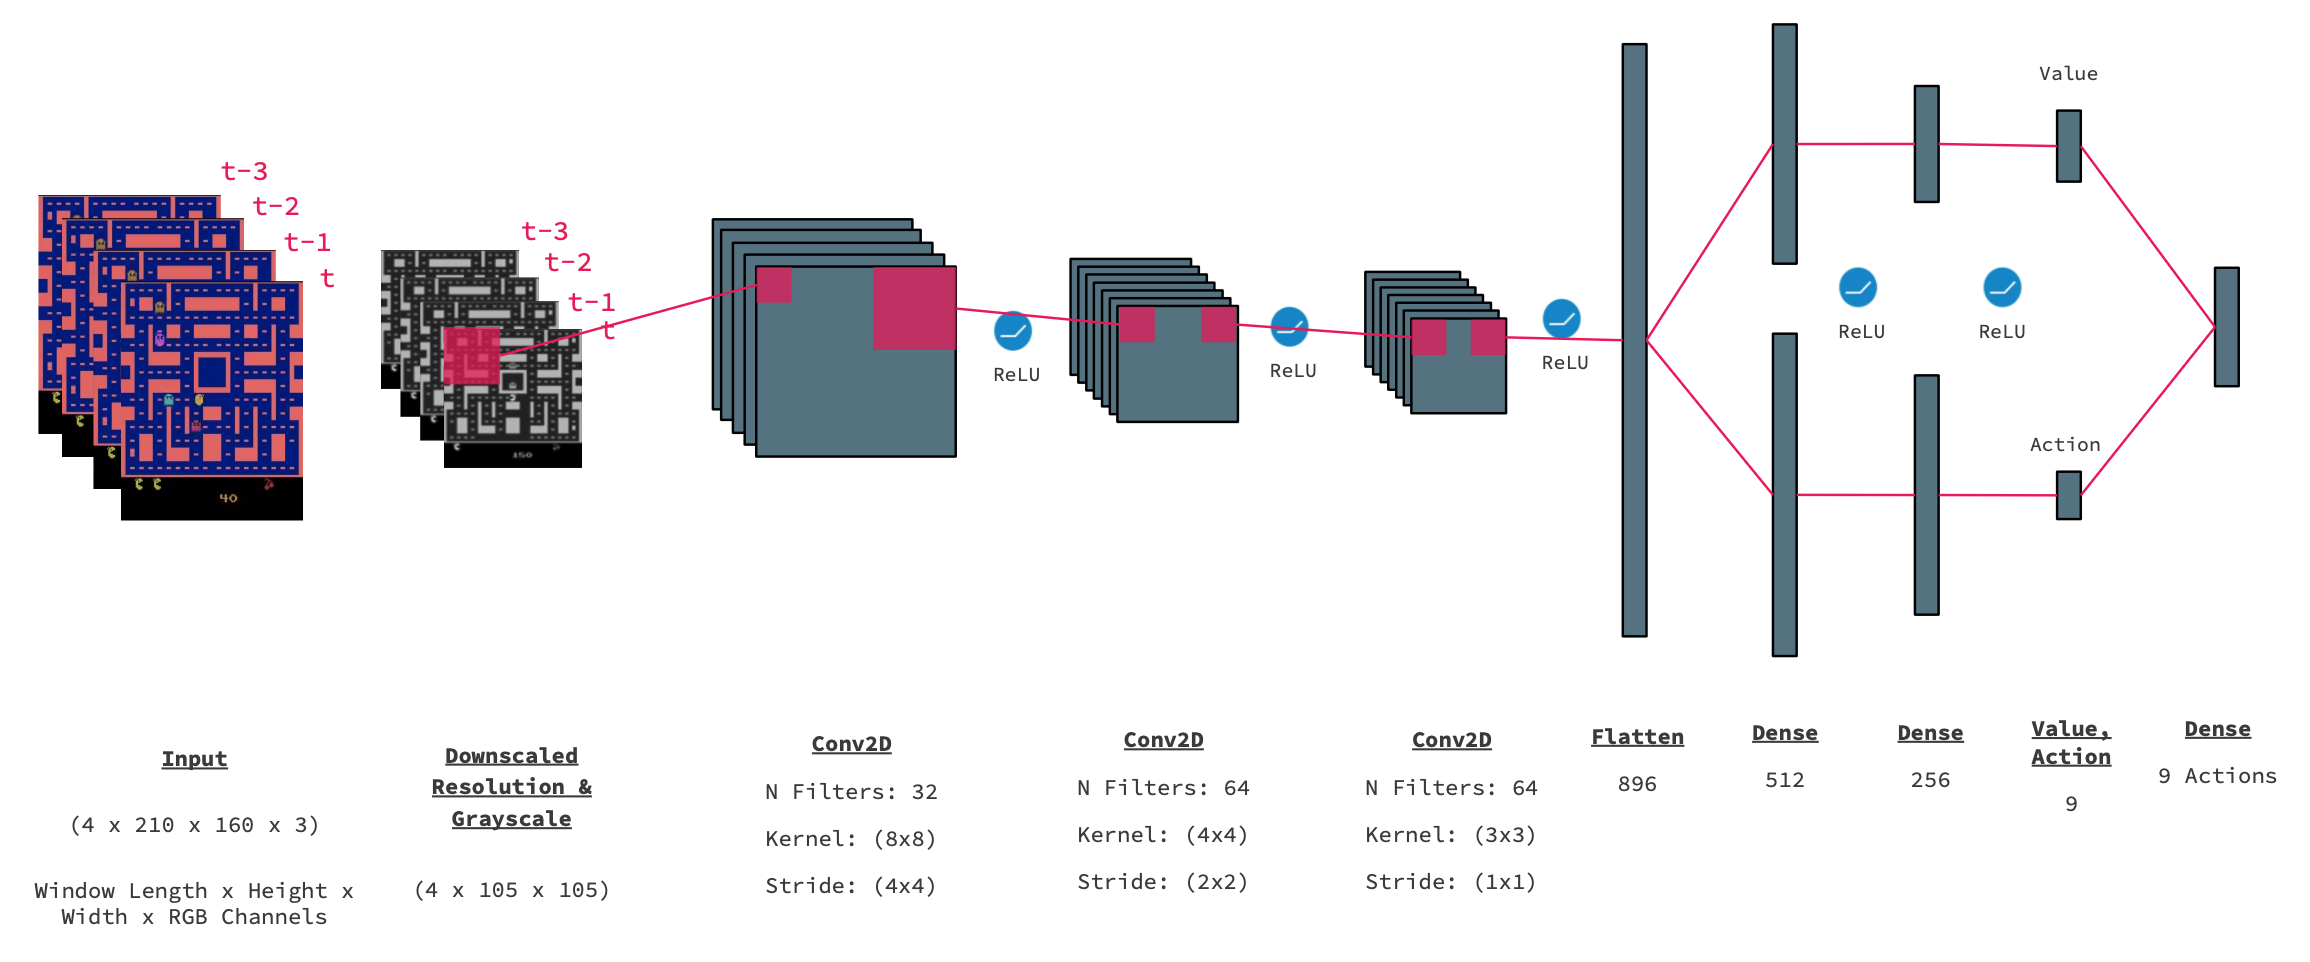 t-3
t-2
t-1
t
40
t-3
t-2
t-1
t
150
ReLU
ReLU
ReLU
ReLU
ReLU
Value
Action
Input
(4 x 210 x 160 x 3)
Window Length x Height x
Width x RGB Channels
Downscaled
Resolution &
Grayscale
(4 x 105 x 105)
Conv2D
N Filters: 32
Kernel: (8x8)
Stride: (4x4)
Conv2D
N Filters: 64
Kernel: (4x4)
Stride: (2x2)
Conv2D
N Filters: 64
Kernel: (3x3)
Stride: (1x1)
Flatten
896
Dense
512
Dense
256
Value,
Action
9
Dense
9 Actions